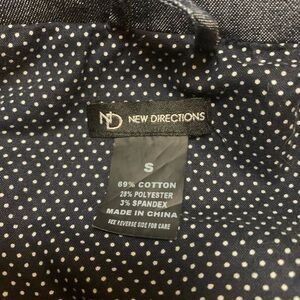 ND NEW DIRECTIONS
S
69% COTTON
28% POLYESTER
3% SPANDEX
MADE IN CHINA
SEE REVERSE SIDE FOR CARE